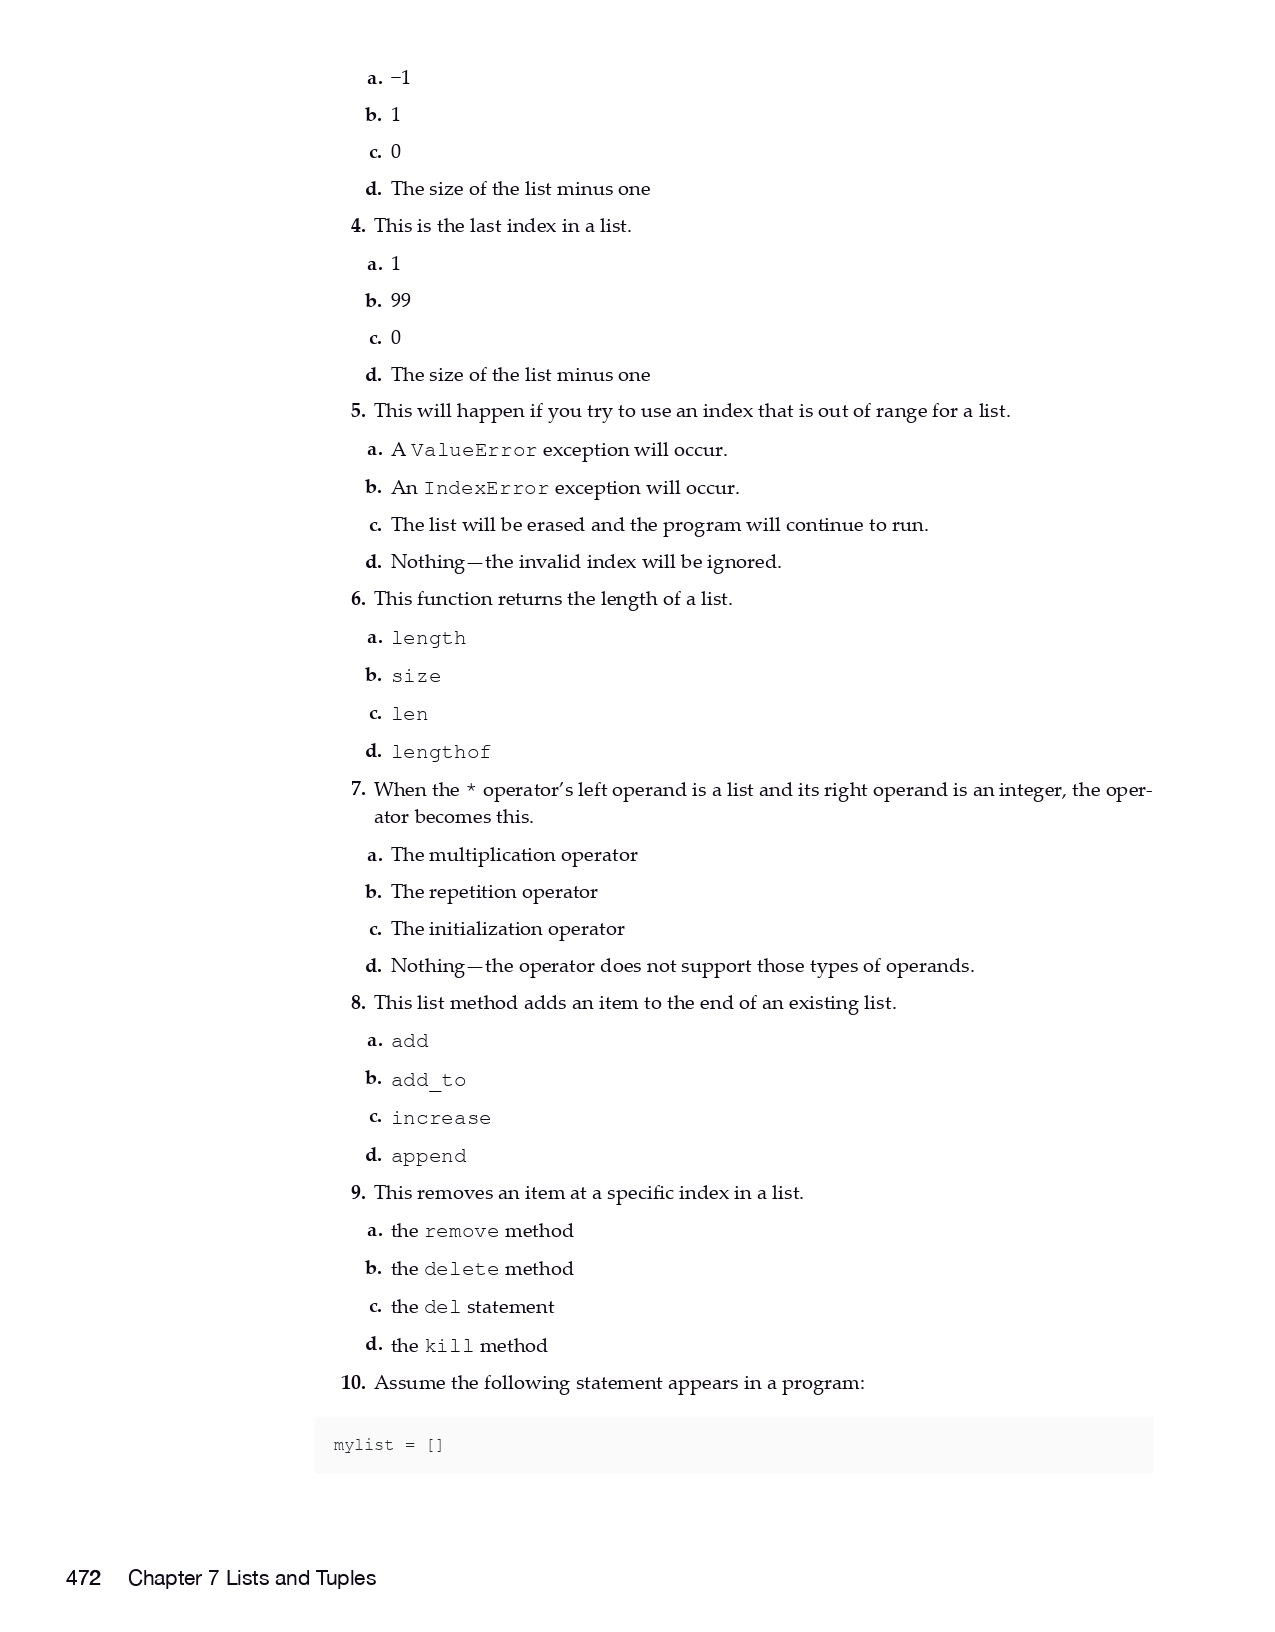 a. −1
b. 1
c. 0
d. The size of the list minus one
4. This is the last index in a list.
a. 1
b. 99
c. 0
d. The size of the list minus one
5. This will happen if you try to use an index that is out of range for a list.
a. A ValueError exception will occur.
b. An IndexError exception will occur.
c. The list will be erased and the program will continue to run.
d. Nothing—the invalid index will be ignored.
6. This function returns the length of a list.
a. length
b. size
c. len
d. lengthof
7. When the * operator’s left operand is a list and its right operand is an integer, the oper-
ator becomes this.
a. The multiplication operator
b. The repetition operator
c. The initialization operator
d. Nothing—the operator does not support those types of operands.
8. This list method adds an item to the end of an existing list.
a. add
b. add_to
c. increase
d. append
9. This removes an item at a specific index in a list.
a. the remove method
b. the delete method
c. the del statement
d. the kill method
10. Assume the following statement appears in a program:
mylist = []
472 Chapter 7 Lists and Tuples